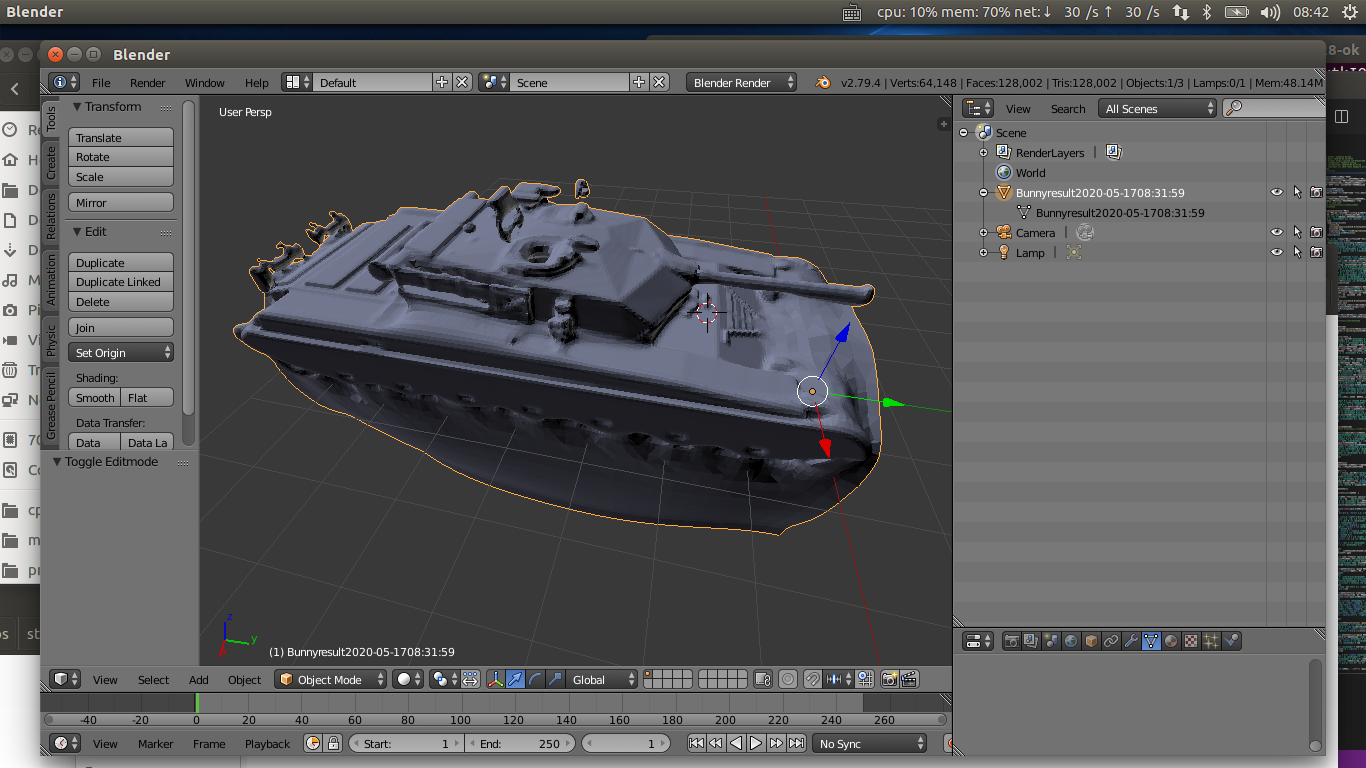 Blender
cpu: 10% mem: 70% net:↓ 30 /s↑ 30 /s 08:42
Blender
File Render Window Help Default Scene Blender Render v2.79.4 | Verts:64,148 | Faces:128,002 | Tris:128,002 | Objects:1/3 | Lamps:0/1 | Mem:48.14M
8-ok
Transform
Translate
Rotate
Scale
Mirror
Edit
Duplicate
Duplicate Linked
Delete
Join
Set Origin
Shading:
Smooth Flat
Data Transfer:
Data Data La
Toggle Editmode
Tools
Create
Relations
Animation
Physic
Grease Pencil
User Persp
z
y
(1) Bunnyresult2020-05-1708:31:59
View Search All Scenes
Scene
RenderLayers |
World
Bunnyresult2020-05-1708:31:59
Bunnyresult2020-05-1708:31:59
Camera |
Lamp |
View Select Add Object Object Mode Global
-40 -20 0 20 40 60 80 100 120 140 160 180 200 220 240 260
View Marker Frame Playback Start: 1 End: 250 1 No Sync